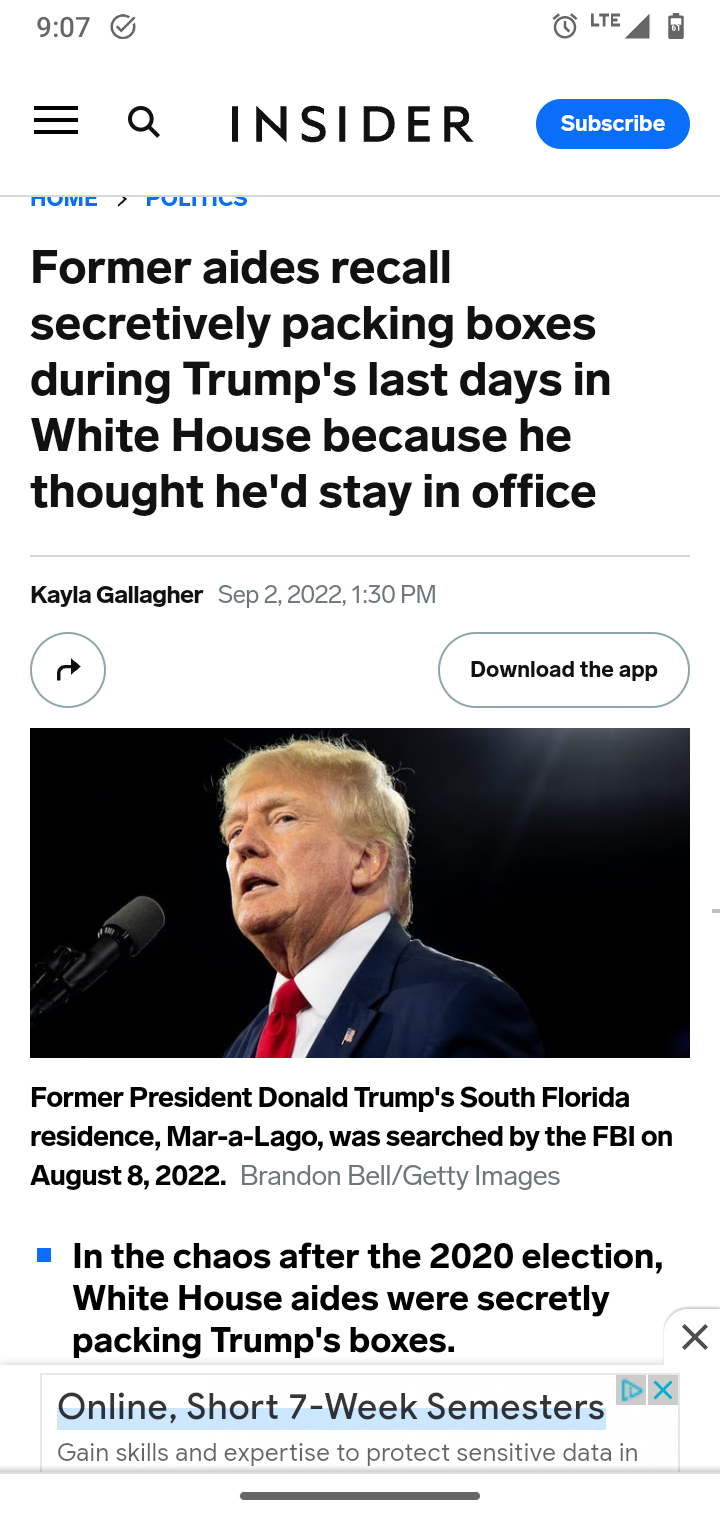 9:07
LTE
61
INSIDER
Subscribe
HOME > POLITICS
Former aides recall
secretively packing boxes
during Trump's last days in
White House because he
thought he'd stay in office
Kayla Gallagher Sep 2, 2022, 1:30 PM
Download the app
Former President Donald Trump's South Florida
residence, Mar-a-Lago, was searched by the FBI on
August 8, 2022. Brandon Bell/Getty Images
In the chaos after the 2020 election,
White House aides were secretly
packing Trump's boxes.
Online, Short 7-Week Semesters
Gain skills and expertise to protect sensitive data in